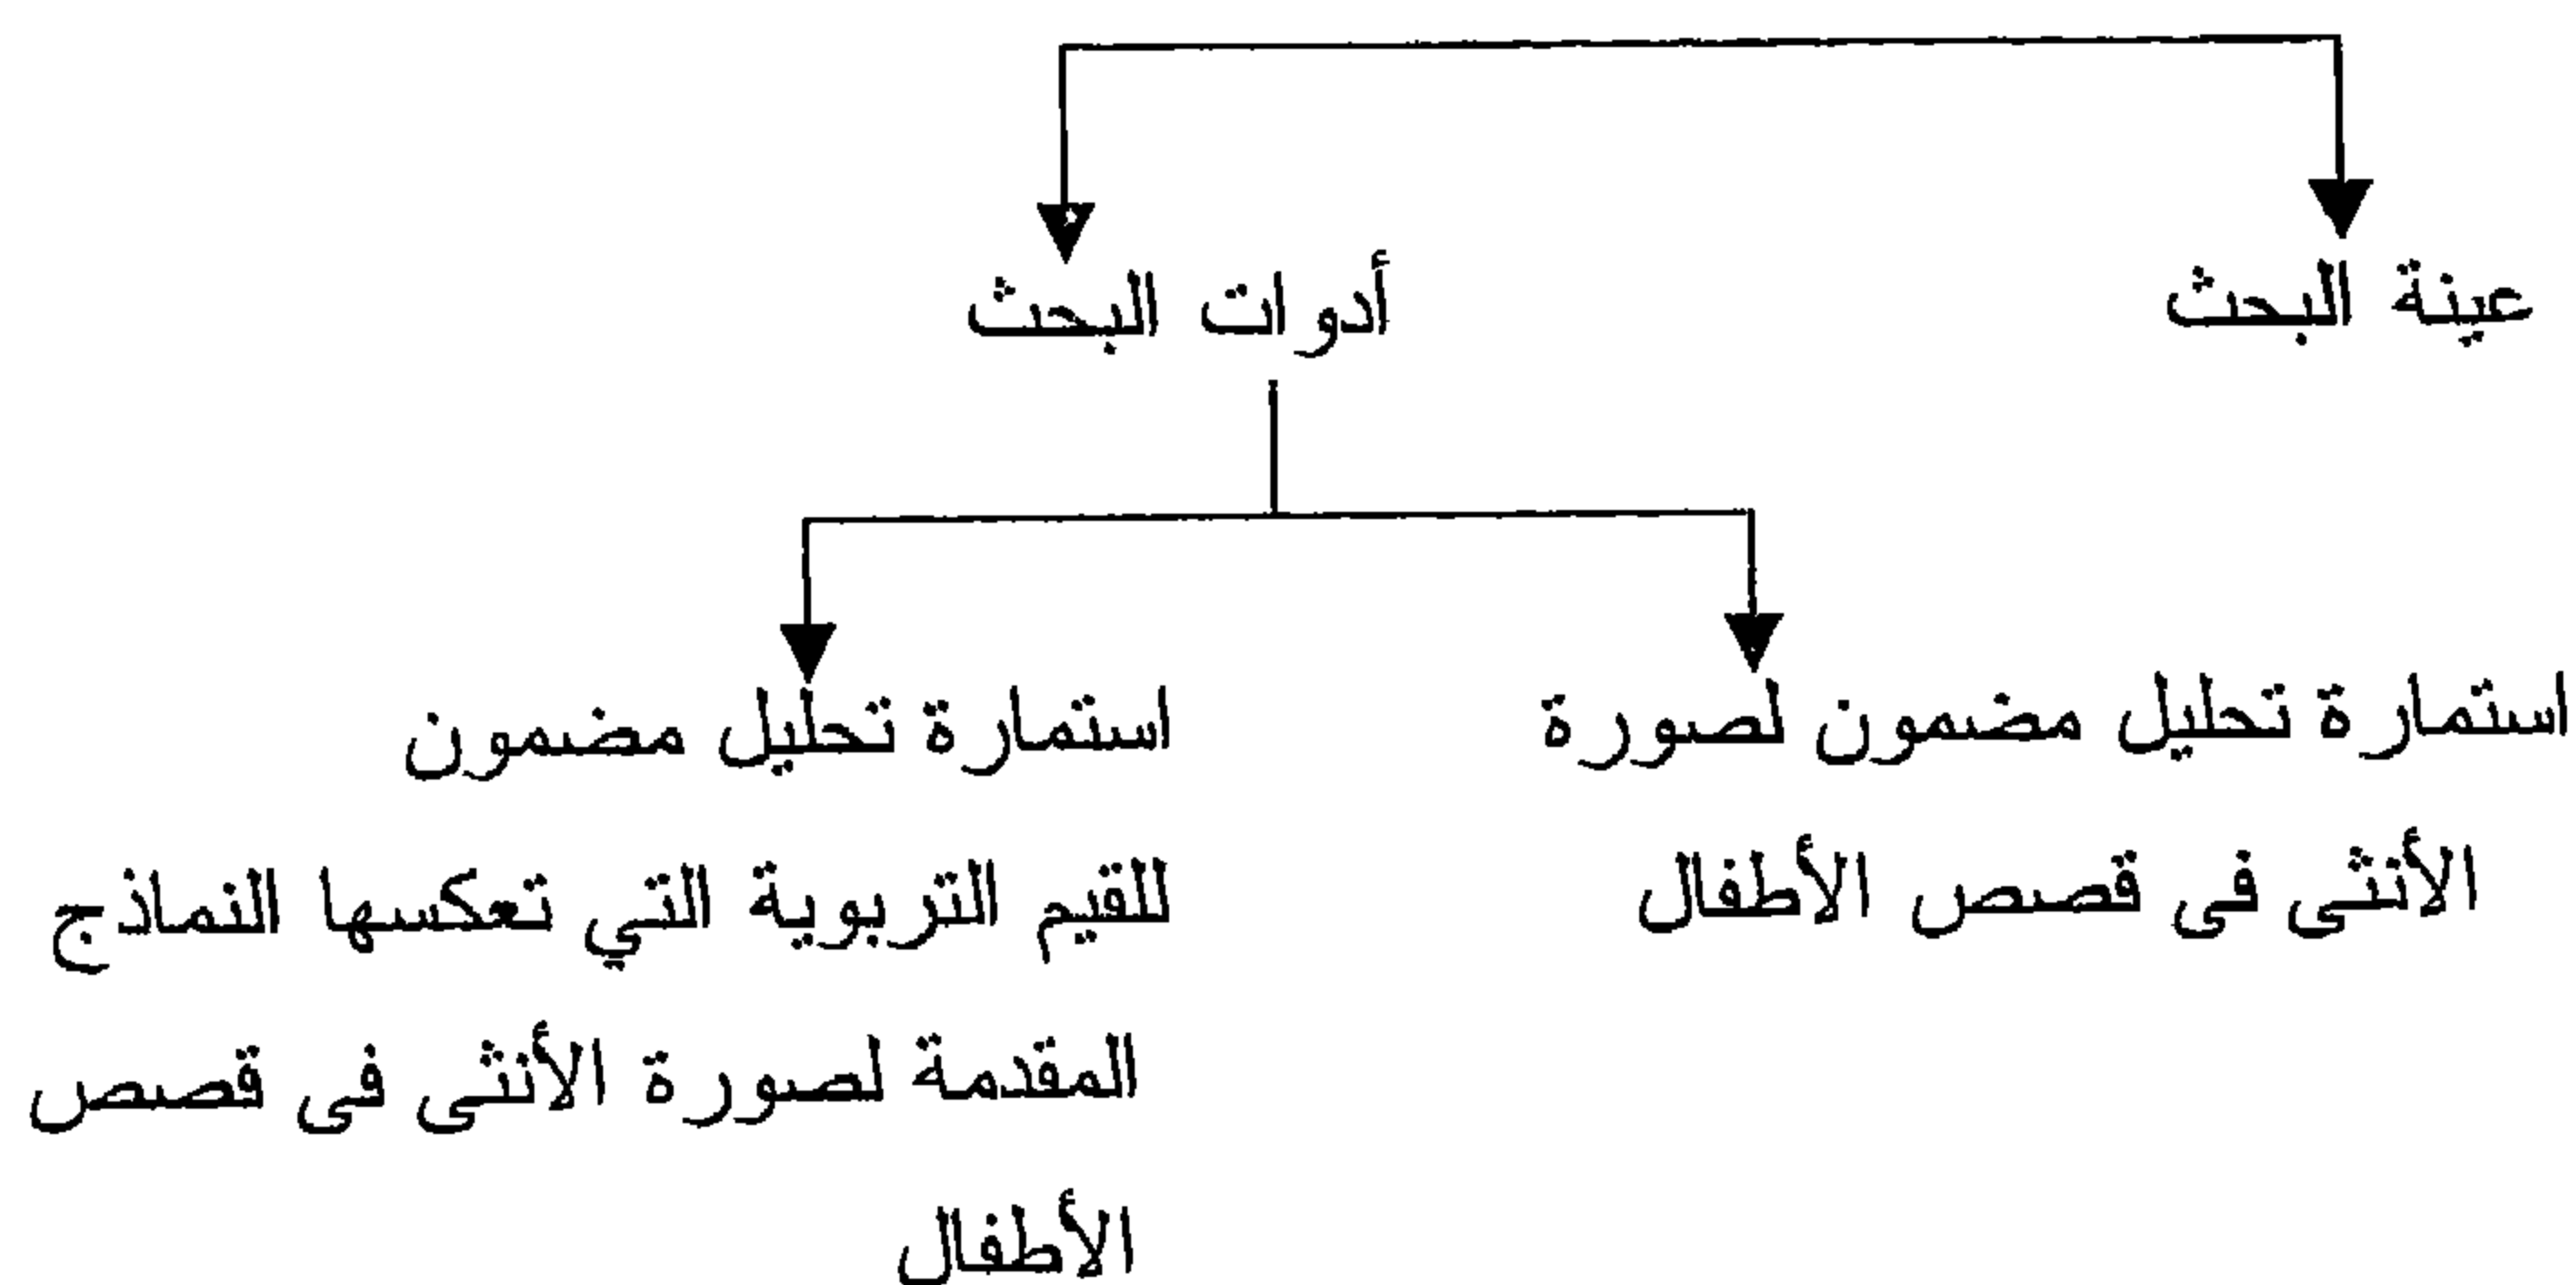 عينة البحث
أدوات البحث
استمارة تحليل مضمون لصورة
الأنثى فى قصص الأطفال
استمارة تحليل مضمون
للقيم التربوية التي تعكسها النماذج
المقدمة لصورة الأنثى فى قصص
الأطفال